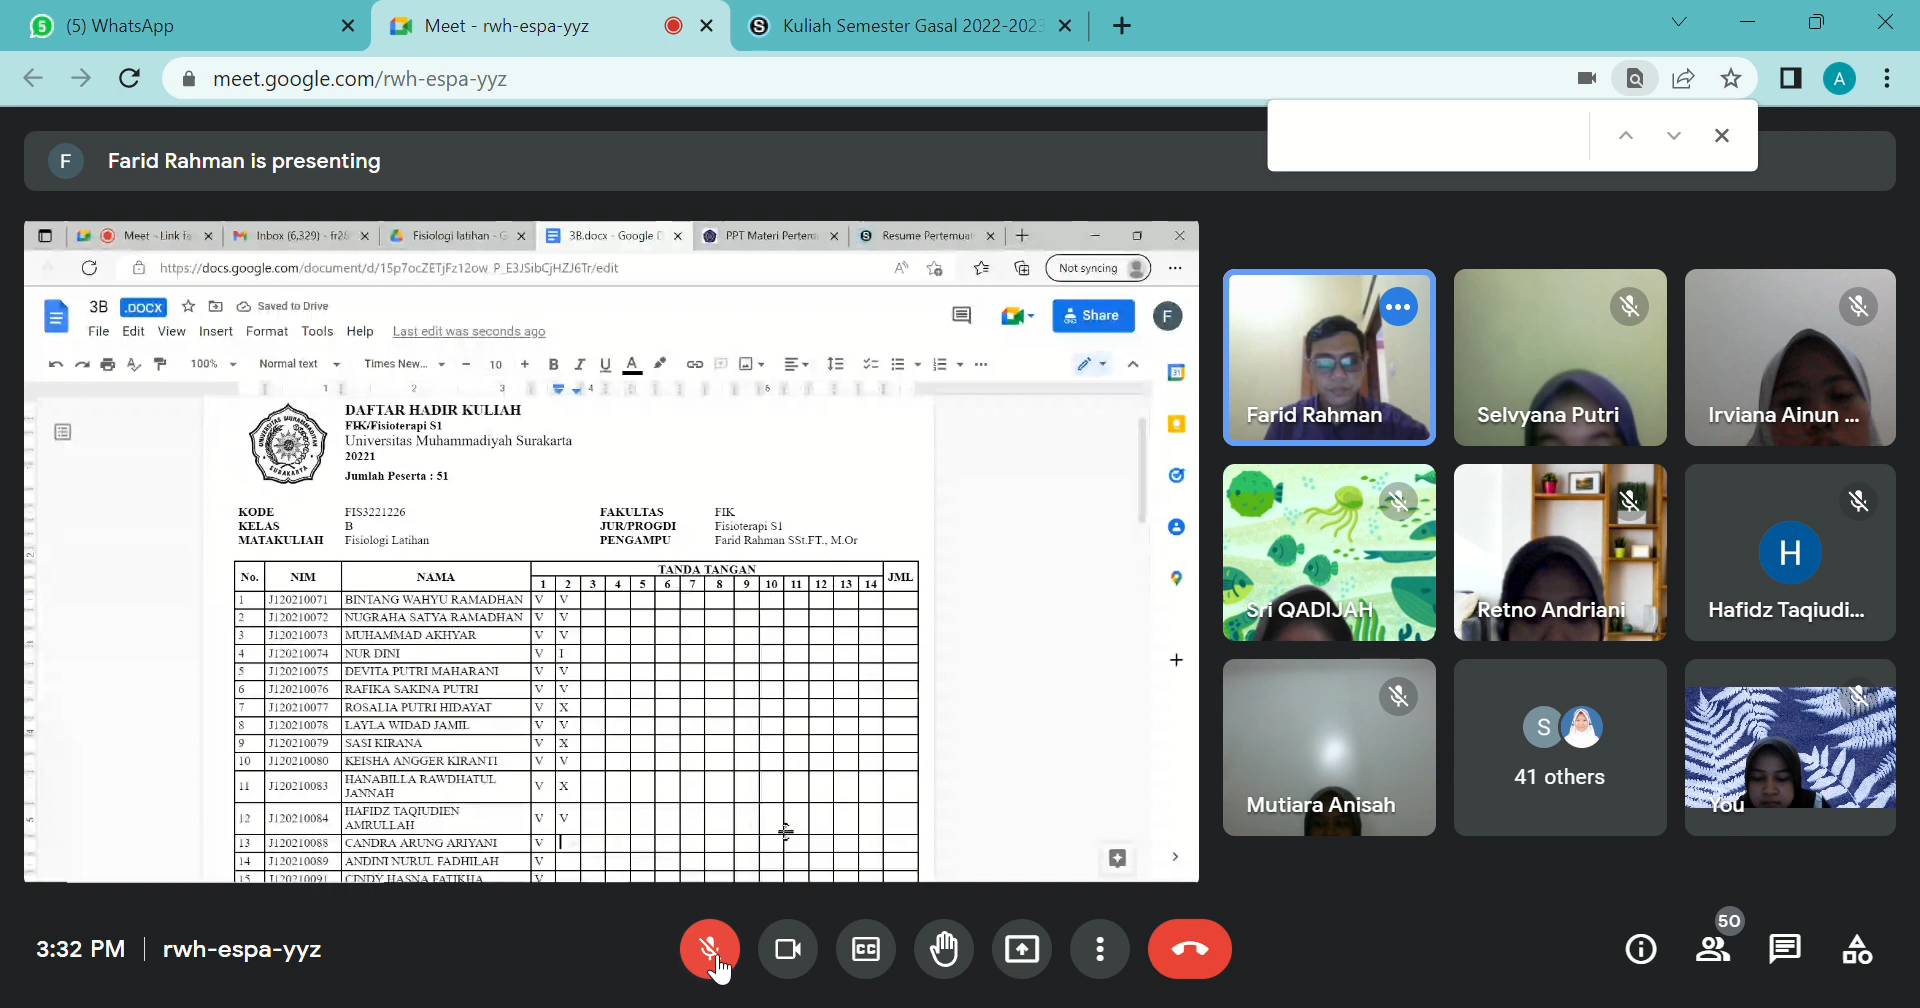 (5) WhatsApp
Meet - rwh-espa-yyz
Kuliah Semester Gasal 2022-2023
meet.google.com/rwh-espa-yyz
A
F
Farid Rahman is presenting
Meet - Link fa
Inbox (6,329) - fr28
Fisiologi latihan - G
3B.docx - Google D
PPT Materi Pertem
Resume Pertemua
https://docs.google.com/document/d/15p7ocZETjFz12ow_P_E3JSibCjHZJ6Tr/edit
Not syncing
3B .DOCX Saved to Drive
File Edit View Insert Format Tools Help Last edit was seconds ago
Share
F
100% Normal text Times New... 10 B I U A
DAFTAR HADIR KULIAH
FIK/Fisioterapi S1
Universitas Muhammadiyah Surakarta
20221
Jumlah Peserta : 51
KODE FIS3221226 FAKULTAS FIK
KELAS B JUR/PROGDI Fisioterapi S1
MATAKULIAH Fisiologi Latihan PENGAMPU Farid Rahman SSt.FT., M.Or
No. NIM NAMA TANDA TANGAN JML
1 2 3 4 5 6 7 8 9 10 11 12 13 14
1 J120210071 BINTANG WAHYU RAMADHAN V V
2 J120210072 NUGRAHA SATYA RAMADHAN V V
3 J120210073 MUHAMMAD AKHYAR V V
4 J120210074 NUR DINI V I
5 J120210075 DEVITA PUTRI MAHARANI V V
6 J120210076 RAFIKA SAKINA PUTRI V V
7 J120210077 ROSALIA PUTRI HIDAYAT V X
8 J120210078 LAYLA WIDAD JAMIL V V
9 J120210079 SASI KIRANA V X
10 J120210080 KEISHA ANGGER KIRANTI V V
11 J120210083 HANABILLA RAWDHATUL JANNAH V X
12 J120210084 HAFIDZ TAQIUDIEN AMRULLAH V V
13 J120210088 CANDRA ARUNG ARIYANI V
14 J120210089 ANDINI NURUL FADHILAH V
15 J120210091 CINDY HASNA FATIKHA V
Farid Rahman
Selvyana Putri
Irviana Ainun ...
Sri QADIJAH
Retno Andriani
H
Hafidz Taqiudi...
Mutiara Anisah
S
41 others
You
3:32 PM
rwh-espa-yyz
CC
50